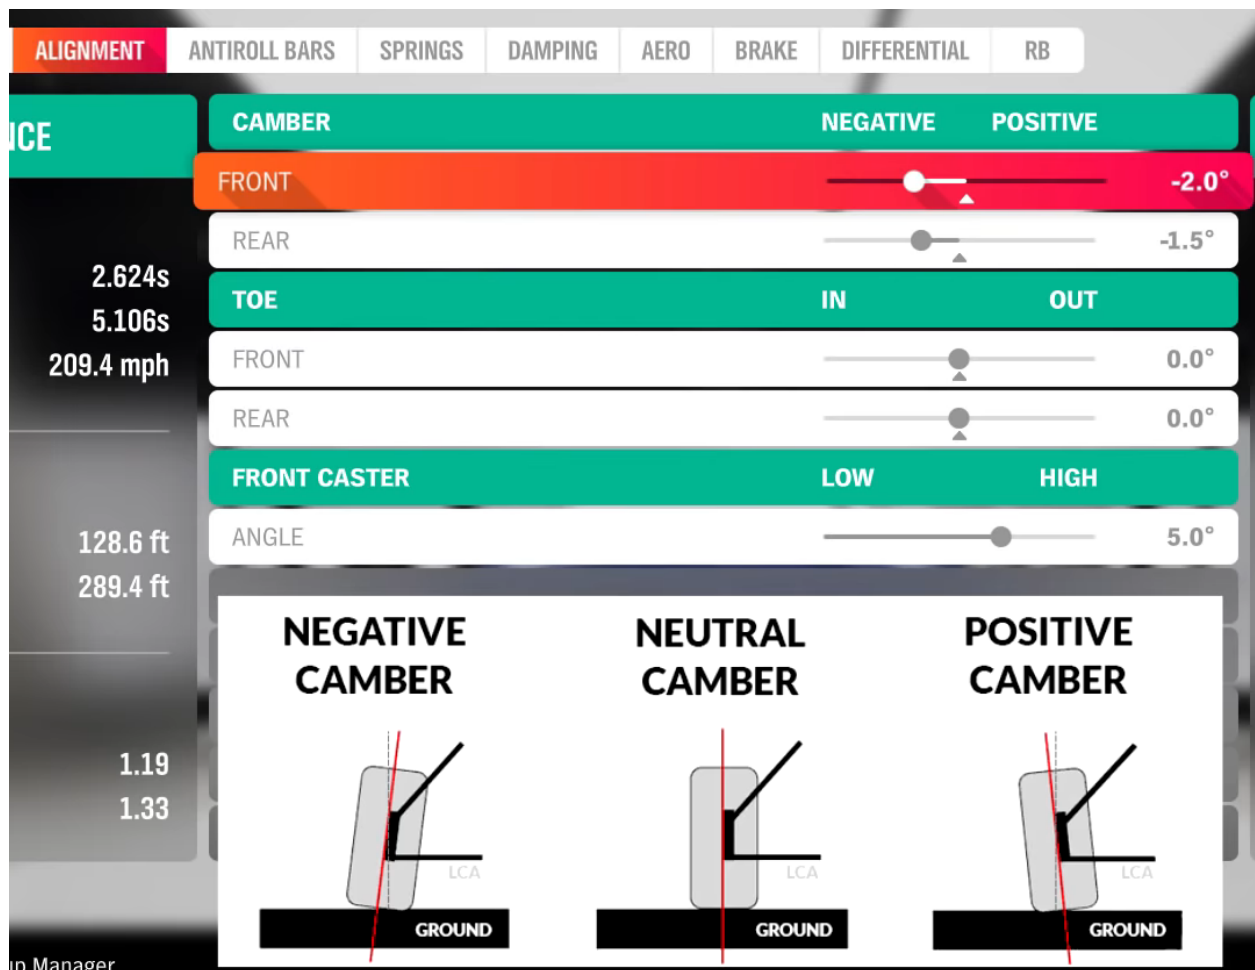 ALIGNMENT ANTIROLL BARS SPRINGS DAMPING AERO BRAKE DIFFERENTIAL RB
CAMBER NEGATIVE POSITIVE
FRONT -2.0°
REAR -1.5°
2.624s
TOE IN OUT
5.106s
FRONT 0.0°
209.4 mph
REAR 0.0°
FRONT CASTER LOW HIGH
ANGLE 5.0°
128.6 ft
289.4 ft
NEGATIVE CAMBER
NEUTRAL CAMBER
POSITIVE CAMBER
1.19
1.33
LCA
LCA
LCA
GROUND
GROUND
GROUND
Manager